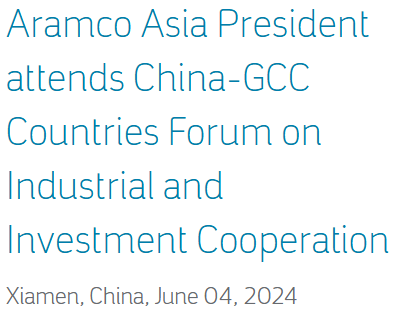 Aramco Asia President
attends China-GCC
Countries Forum on
Industrial and
Investment Cooperation
Xiamen, China, June 04, 2024